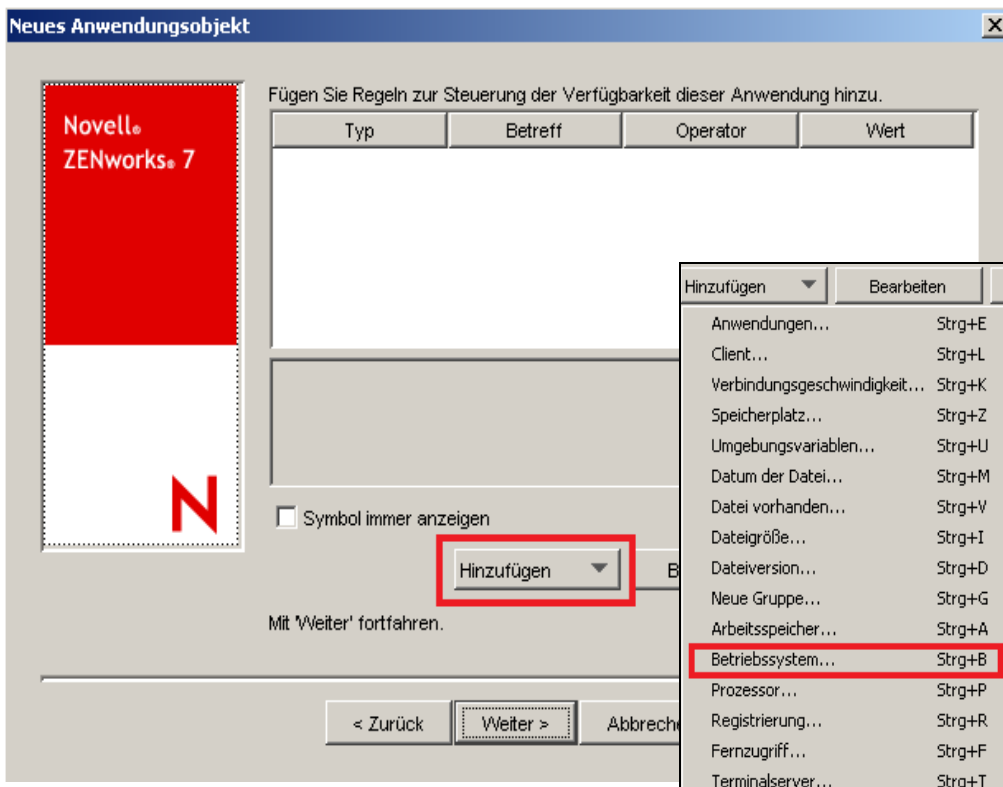 Neues Anwendungsobjekt
Novell®
ZENworks® 7
N
Fügen Sie Regeln zur Steuerung der Verfügbarkeit dieser Anwendung hinzu.
Typ Betreff Operator Wert
Symbol immer anzeigen
Hinzufügen B
Mit 'Weiter' fortfahren.
< Zurück Weiter > Abbreche
Hinzufügen Bearbeiten
Anwendungen... Strg+E
Client... Strg+L
Verbindungsgeschwindigkeit... Strg+K
Speicherplatz... Strg+Z
Umgebungsvariablen... Strg+U
Datum der Datei... Strg+M
Datei vorhanden... Strg+V
Dateigröße... Strg+I
Dateiversion... Strg+D
Neue Gruppe... Strg+G
Arbeitsspeicher... Strg+A
Betriebssystem... Strg+B
Prozessor... Strg+P
Registrierung... Strg+R
Fernzugriff... Strg+F
Terminalserver... Strg+T